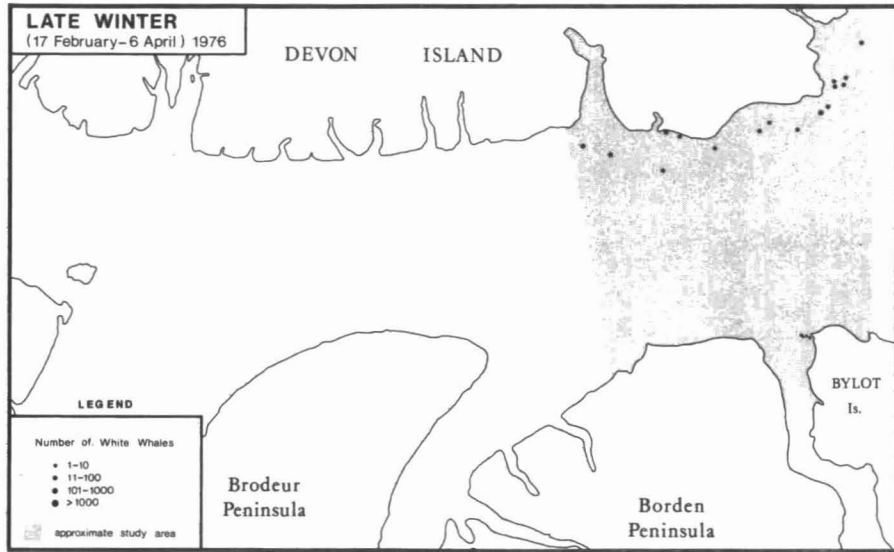 LATE WINTER
(17 February–6 April) 1976
DEVON ISLAND
BYLOT
Is.
LEGEND
Number of. White Whales
1–10
11–100
101–1000
>1000
approximate study area
Brodeur
Peninsula
Borden
Peninsula